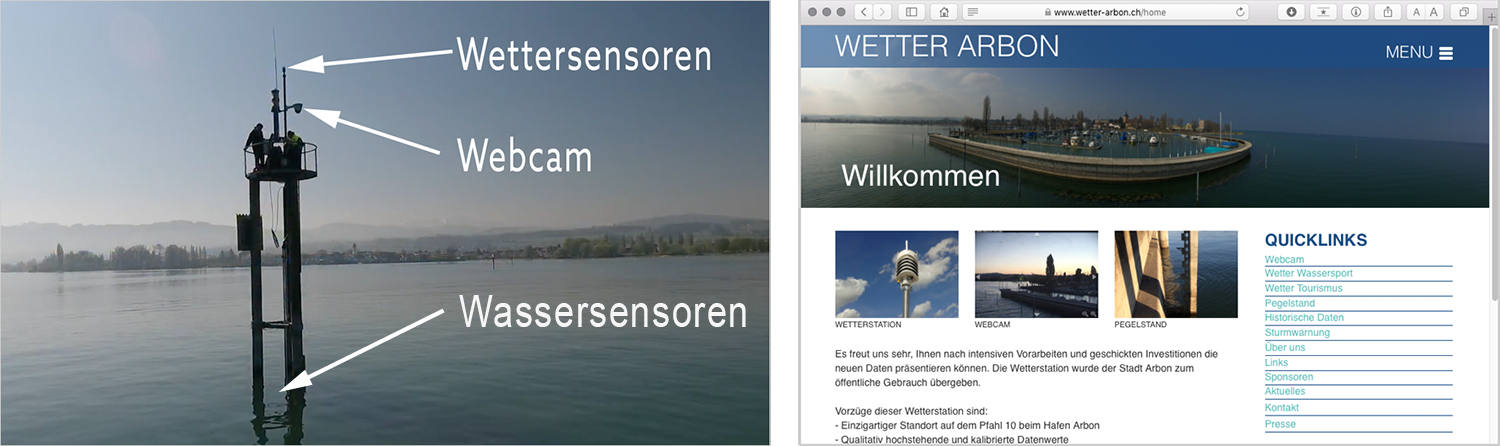 Wettersensoren
Webcam
Wassersensoren
www.wetter-arbon.ch/home
A A
WETTER ARBON
MENU
Willkommen
WETTERSTATION
WEBCAM
PEGELSTAND
Es freut uns sehr, Ihnen nach intensiven Vorarbeiten und geschickten Investitionen die
neuen Daten präsentieren können. Die Wetterstation wurde der Stadt Arbon zum
öffentliche Gebrauch übergeben.
Vorzüge dieser Wetterstation sind:
- Einzigartiger Standort auf dem Pfahl 10 beim Hafen Arbon
- Qualitativ hochstehende und kalibrierte Datenwerte
QUICKLINKS
Webcam
Wetter Wassersport
Wetter Tourismus
Pegelstand
Historische Daten
Sturmwarnung
Über uns
Links
Sponsoren
Aktuelles
Kontakt
Presse